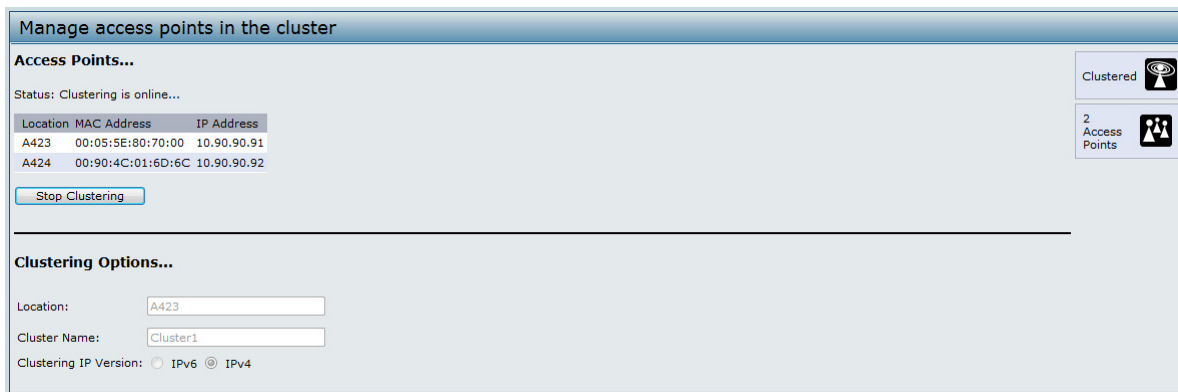 Manage access points in the cluster
Access Points...
Status: Clustering is online...
Location MAC Address IP Address
A423 00:05:5E:80:70:00 10.90.90.91
A424 00:90:4C:01:6D:6C 10.90.90.92
Stop Clustering
Clustered
2
Access
Points
Clustering Options...
Location: A423
Cluster Name: Cluster1
Clustering IP Version: IPv6 IPv4